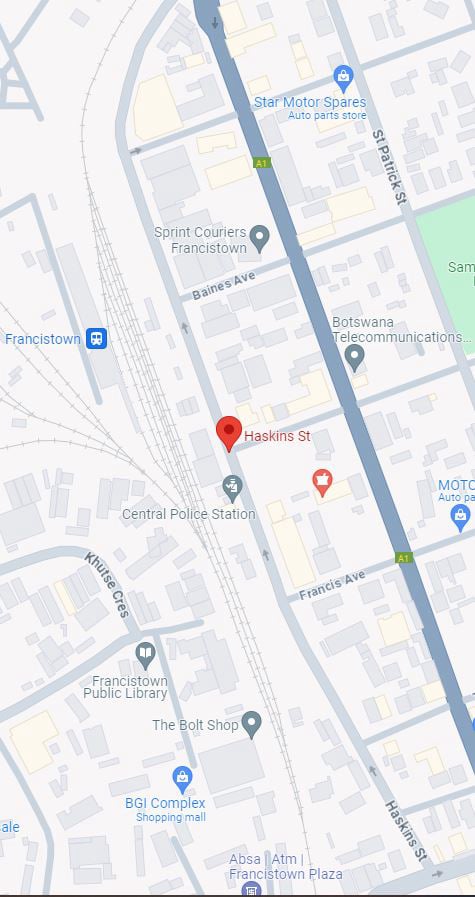 Star Motor Spares
Auto parts store
St Patrick St
A1
Sprint Couriers
Francistown
Sam
Baines Ave
Botswana
Telecommunications...
Francistown
Haskins St
MOTO
Auto pa
Central Police Station
A1
Khutse Cres
Francis Ave
Francistown
Public Library
The Bolt Shop
BGI Complex
Shopping mall
ale
Haskins St
Absa | Atm |
Francistown Plaza